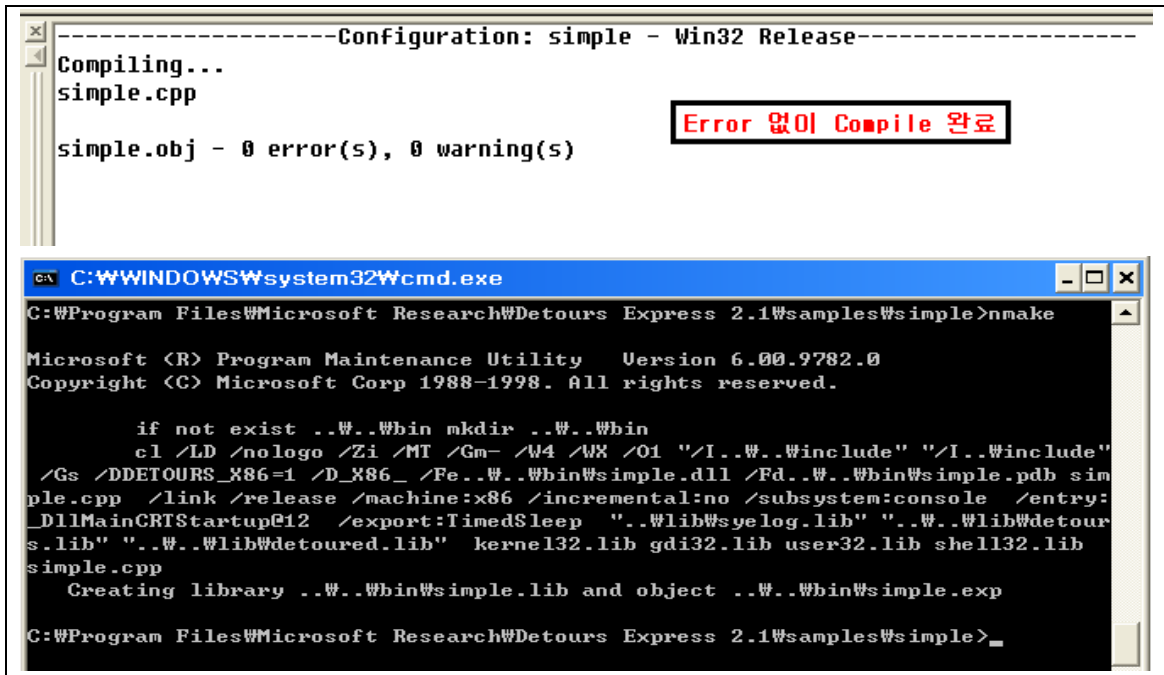 --------------------Configuration: simple - Win32 Release--------------------
Compiling...
simple.cpp
Error 없이 Compile 완료
simple.obj - 0 error(s), 0 warning(s)
C:₩WINDOWS₩system32₩cmd.exe
C:₩Program Files₩Microsoft Research₩Detours Express 2.1₩samples₩simple>nmake
Microsoft (R) Program Maintenance Utility   Version 6.00.9782.0
Copyright (C) Microsoft Corp 1988-1998. All rights reserved.
if not exist ..₩..₩bin mkdir ..₩..₩bin
cl /LD /nologo /Zi /MT /Gm- /W4 /WX /O1 "/I..₩..₩include" "/I..₩include"
/Gs /DDETOURS_X86=1 /D_X86_ /Fe..₩..₩bin₩simple.dll /Fd..₩..₩bin₩simple.pdb sim
ple.cpp  /link /release /machine:x86 /incremental:no /subsystem:console  /entry:
_DllMainCRTStartup@12  /export:TimedSleep  "..₩lib₩syelog.lib" "..₩..₩lib₩detour
s.lib" "..₩..₩lib₩detoured.lib"  kernel32.lib gdi32.lib user32.lib shell32.lib
simple.cpp
Creating library ..₩..₩bin₩simple.lib and object ..₩..₩bin₩simple.exp
C:₩Program Files₩Microsoft Research₩Detours Express 2.1₩samples₩simple>_